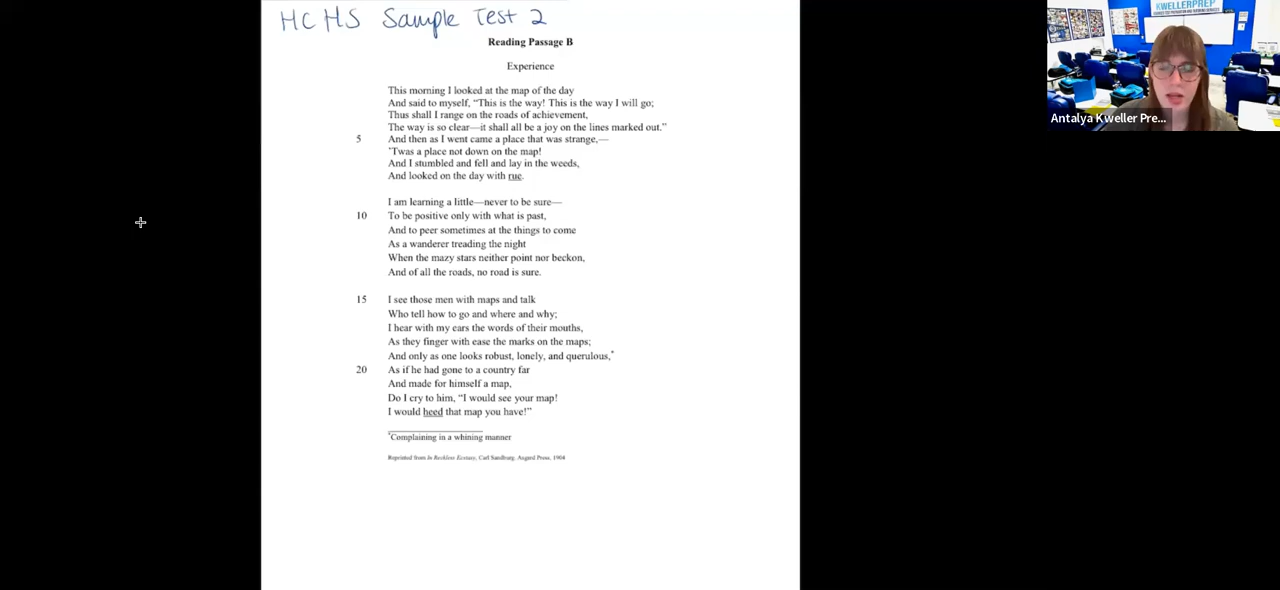 HCHS Sample Test 2
Reading Passage B
Experience
This morning I looked at the map of the day
And said to myself, “This is the way! This is the way I will go;
Thus shall I range on the roads of achievement,
The way is so clear—it shall all be a joy on the lines marked out.”
5 And then as I went came a place that was strange,—
'Twas a place not down on the map!
And I stumbled and fell and lay in the weeds,
And looked on the day with rue.
I am learning a little—never to be sure—
10 To be positive only with what is past,
And to peer sometimes at the things to come
As a wanderer treading the night
When the mazy stars neither point nor beckon,
And of all the roads, no road is sure.
15 I see those men with maps and talk
Who tell how to go and where and why;
I hear with my ears the words of their mouths,
As they finger with ease the marks on the maps;
And only as one looks robust, lonely, and querulous,*
20 As if he had gone to a country far
And made for himself a map,
Do I cry to him, “I would see your map!
I would heed that map you have!”
*Complaining in a whining manner
Reprinted from In Reckless Ecstasy, Carl Sandburg, Asgard Press, 1904
KWELLERPREP
Antalya Kweller Pre...